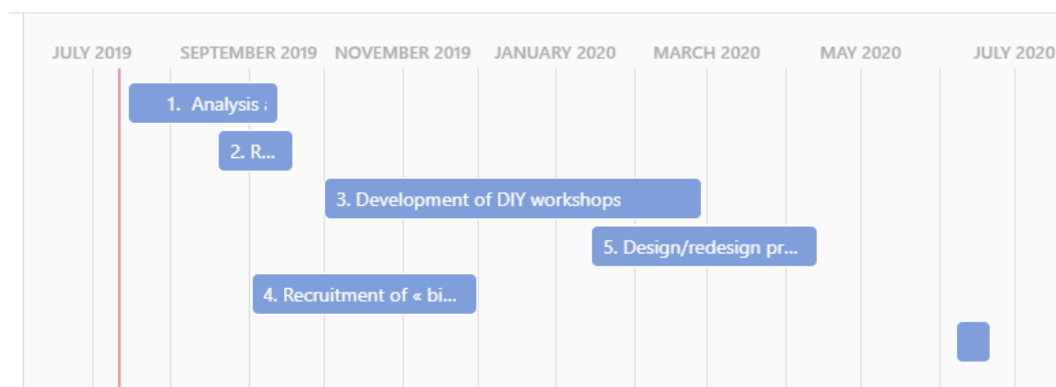 JULY 2019 SEPTEMBER 2019 NOVEMBER 2019 JANUARY 2020 MARCH 2020 MAY 2020 JULY 2020
1. Analysis
2. R...
3. Development of DIY workshops
5. Design/redesign pr...
4. Recruitment of « bi...